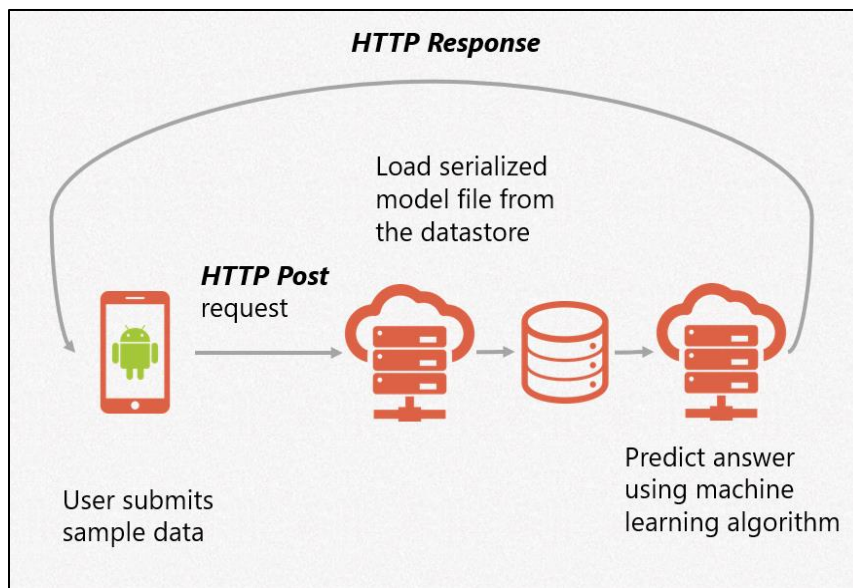 HTTP Response
Load serialized
model file from
the datastore
HTTP Post
request
User submits
sample data
Predict answer
using machine
learning algorithm